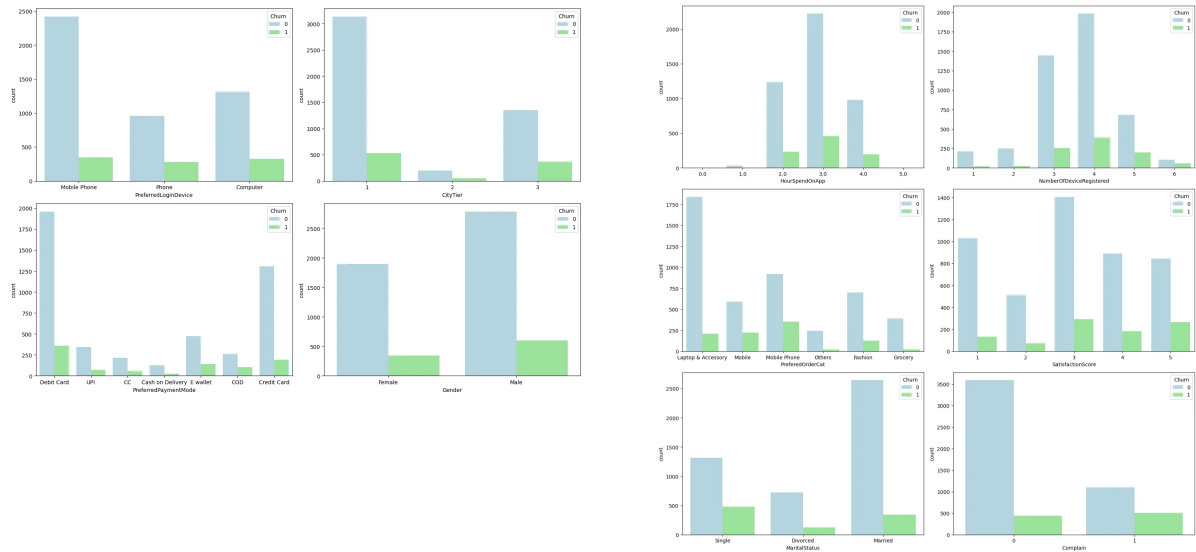 Churn
0
1
count
0
500
1000
1500
2000
2500
Mobile Phone Phone Computer
PreferredLoginDevice
Churn
0
1
count
0
500
1000
1500
2000
2500
3000
1 2 3
CityTier
Churn
0
1
count
0
250
500
750
1000
1250
1500
1750
2000
Debit Card UPI CC Cash on Delivery E wallet COD Credit Card
PreferredPaymentMode
Churn
0
1
count
0
500
1000
1500
2000
2500
Female Male
Gender
Churn
0
1
count
0
500
1000
1500
2000
0.0 1.0 2.0 3.0 4.0 5.0
HourSpendOnApp
Churn
0
1
count
0
250
500
750
1000
1250
1500
1750
2000
1 2 3 4 5 6
NumberOfDeviceRegistered
Churn
0
1
count
0
250
500
750
1000
1250
1500
1750
Laptop & Accessory Mobile Mobile Phone Others Fashion Grocery
PreferedOrderCat
Churn
0
1
count
0
200
400
600
800
1000
1200
1400
1 2 3 4 5
SatisfactionScore
Churn
0
1
count
0
500
1000
1500
2000
2500
Single Divorced Married
MaritalStatus
Churn
0
1
count
0
500
1000
1500
2000
2500
3000
3500
0 1
Complain